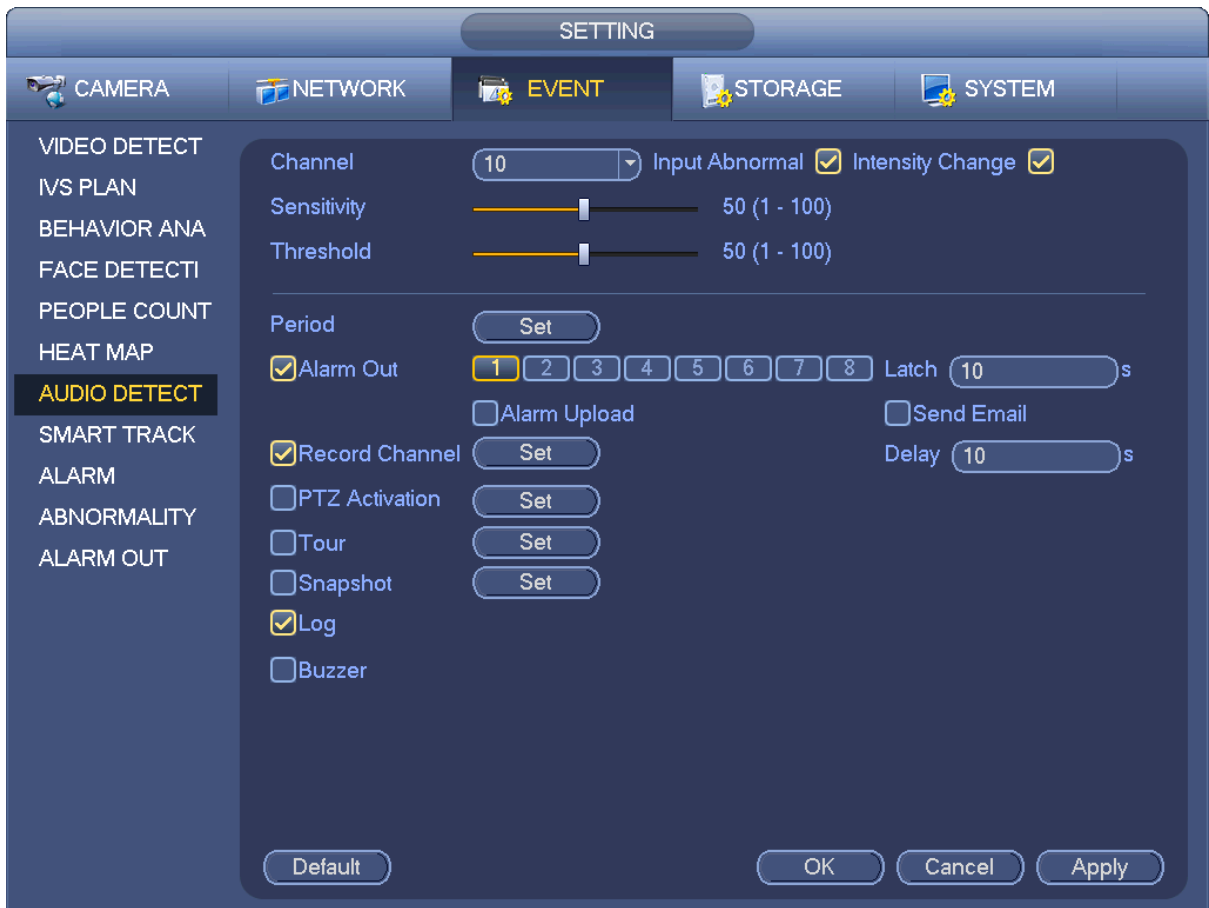 SETTING
CAMERA NETWORK EVENT STORAGE SYSTEM
VIDEO DETECT
IVS PLAN
BEHAVIOR ANA
FACE DETECTI
PEOPLE COUNT
HEAT MAP
AUDIO DETECT
SMART TRACK
ALARM
ABNORMALITY
ALARM OUT
Channel 10 Input Abnormal Intensity Change
Sensitivity 50 (1 - 100)
Threshold 50 (1 - 100)
Period Set
Alarm Out 1 2 3 4 5 6 7 8 Latch 10 s
Alarm Upload Send Email
Record Channel Set Delay 10 s
PTZ Activation Set
Tour Set
Snapshot Set
Log
Buzzer
Default OK Cancel Apply